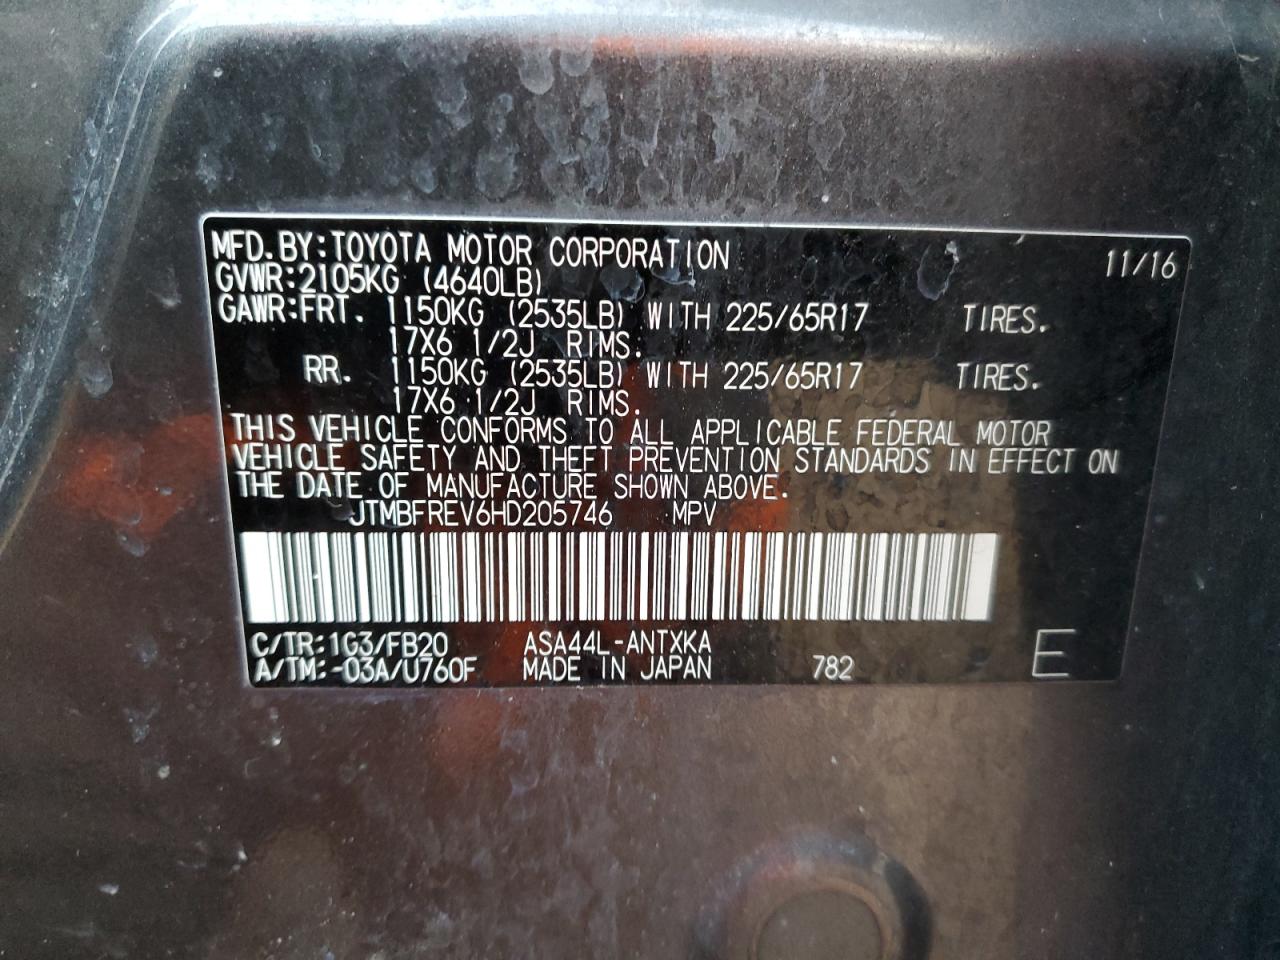 MFD.BY:TOYOTA MOTOR CORPORATION 11/16
GVWR:2105KG (4640LB)
GAWR:FRT. 1150KG (2535LB) WITH 225/65R17 TIRES.
17X6 1/2J RIMS.
RR. 1150KG (2535LB) WITH 225/65R17 TIRES.
17X6 1/2J RIMS.
THIS VEHICLE CONFORMS TO ALL APPLICABLE FEDERAL MOTOR
VEHICLE SAFETY AND THEFT PREVENTION STANDARDS IN EFFECT ON
THE DATE OF MANUFACTURE SHOWN ABOVE.
JTMBFREV6HD205746 MPV
C/TR:1G3/FB20 ASA44L-ANTXKA
A/TM:-03A/U760F MADE IN JAPAN 782 E